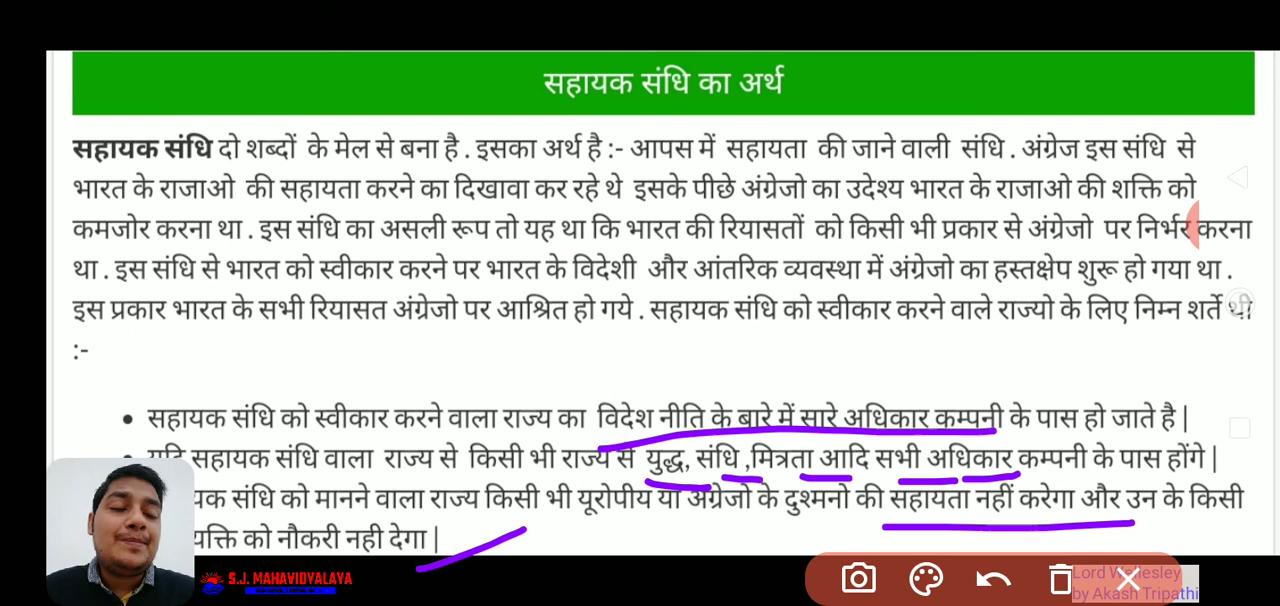 सहायक संधि का अर्थ
सहायक संधि दो शब्दों के मेल से बना है . इसका अर्थ है :- आपस में सहायता की जाने वाली संधि . अंग्रेज इस संधि से
भारत के राजाओ की सहायता करने का दिखावा कर रहे थे इसके पीछे अंग्रेजो का उदेश्य भारत के राजाओ की शक्ति को
कमजोर करना था . इस संधि का असली रूप तो यह था कि भारत की रियासतों को किसी भी प्रकार से अंग्रेजो पर निर्भर करना
था . इस संधि से भारत को स्वीकार करने पर भारत के विदेशी और आंतरिक व्यवस्था में अंग्रेजो का हस्तक्षेप शुरू हो गया था .
इस प्रकार भारत के सभी रियासत अंग्रेजो पर आश्रित हो गये . सहायक संधि को स्वीकार करने वाले राज्यो के लिए निम्न शर्ते थी
:-
सहायक संधि को स्वीकार करने वाला राज्य का विदेश नीति के बारे में सारे अधिकार कम्पनी के पास हो जाते है |
यदि सहायक संधि वाला राज्य से किसी भी राज्य से युद्ध, संधि ,मित्रता आदि सभी अधिकार कम्पनी के पास होंगे |
संधि को मानने वाला राज्य किसी भी यूरोपीय या अंग्रेजो के दुश्मनो की सहायता नहीं करेगा और उन के किसी
को नौकरी नही देगा |
S.J. MAHAVIDYALAYA
Lord Wellesley
by Akash Tripathi